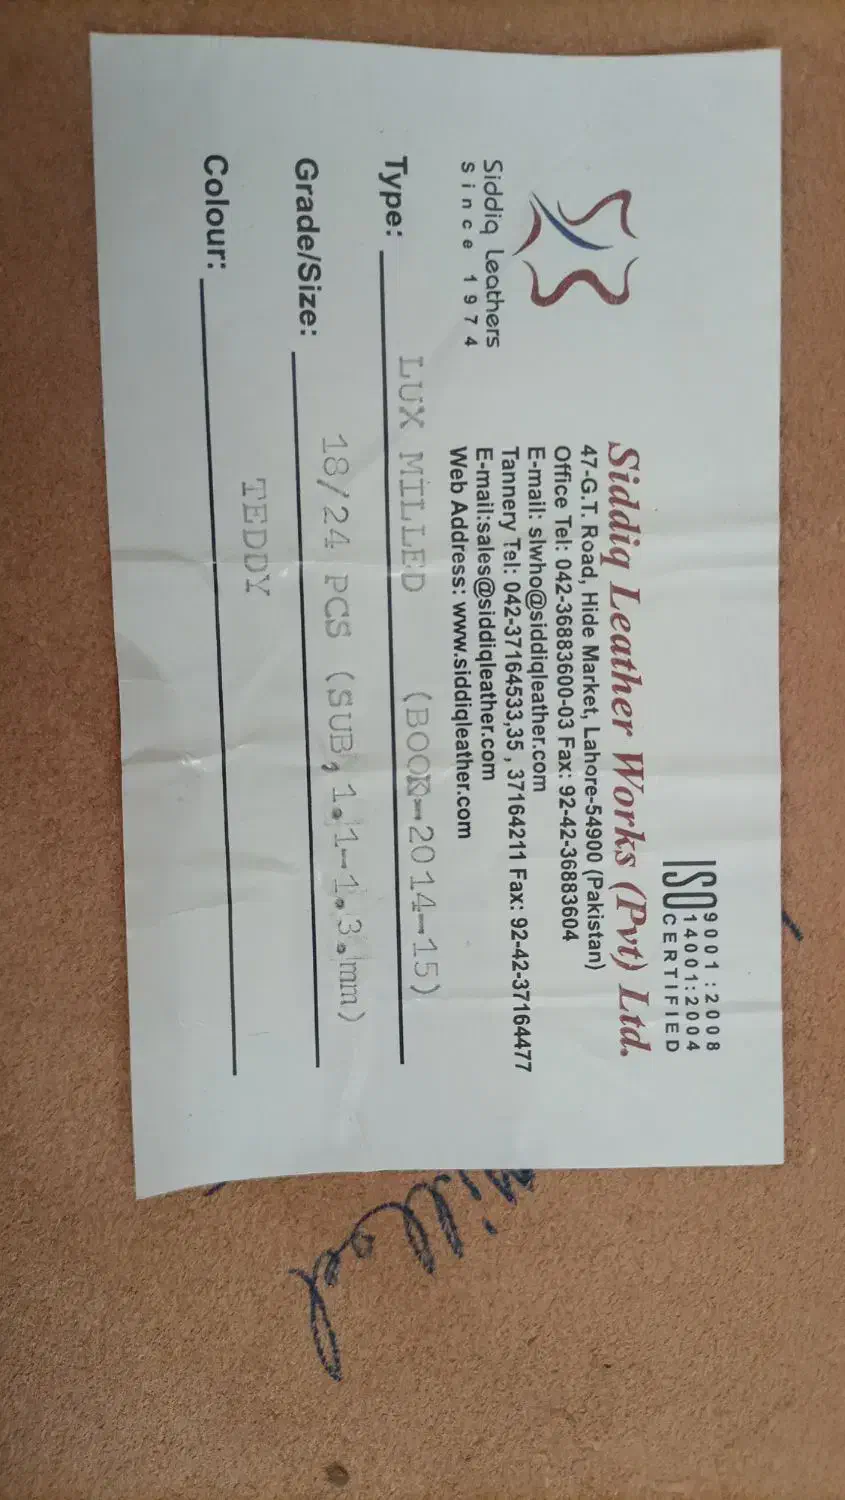 ISO 9001 :2008
14001:2004
CERTIFIED
Siddiq Leather Works (Pvt) Ltd.
47-G.T. Road, Hide Market, Lahore-54900 (Pakistan)
Office Tel: 042-36883600-03 Fax: 92-42-36883604
E-mail: slwho@siddiqleather.com
Tannery Tel: 042-37164533,35 , 37164211 Fax: 92-42-37164477
E-mail:sales@siddiqleather.com
Web Address: www.siddiqleather.com
Siddiq Leathers
since 1974
Type: LUX MILLED (BOOK-2014-15)
Grade/Size: 18/24 PCS (SUB,1.1-1.3.mm)
Colour: TEDDY